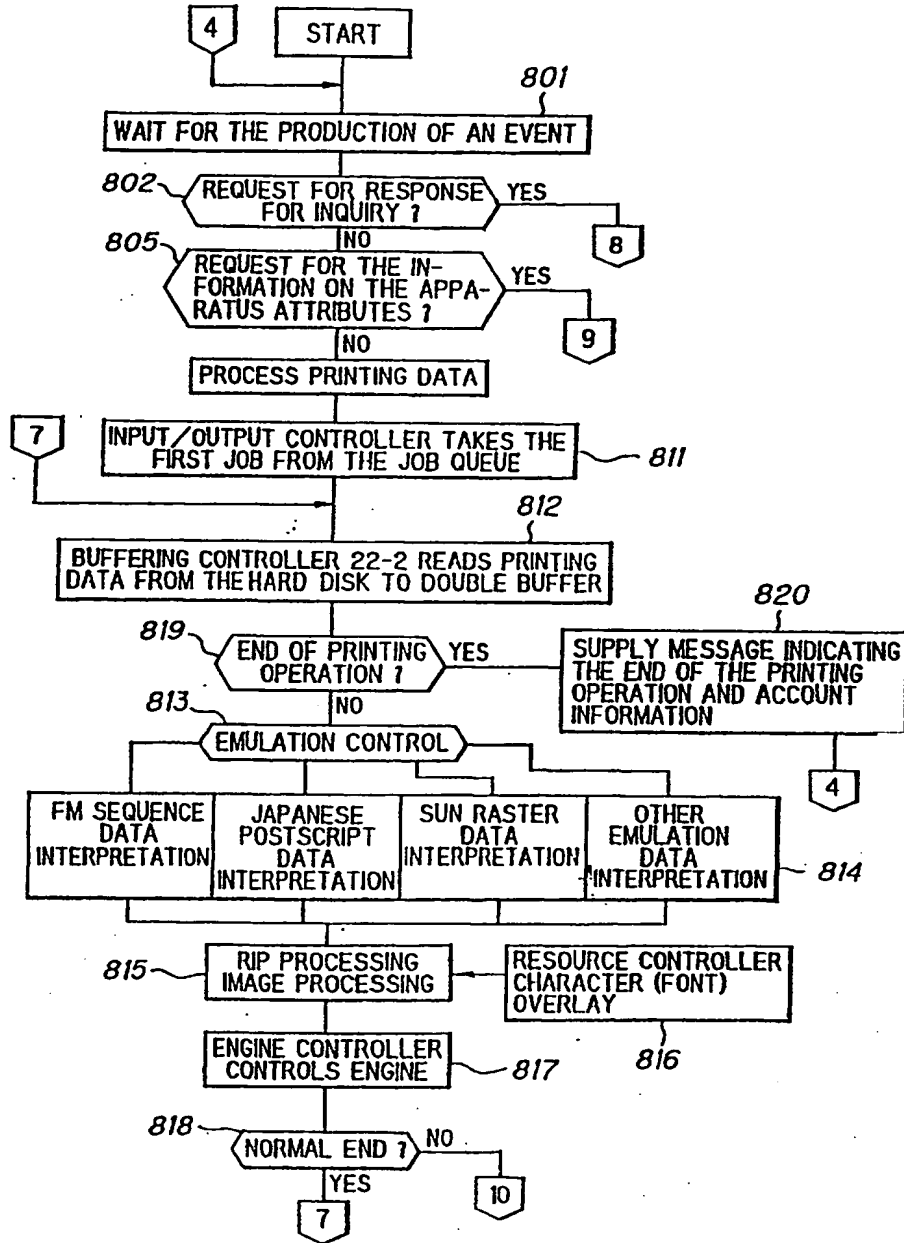 4
START
801
WAIT FOR THE PRODUCTION OF AN EVENT
802
REQUEST FOR RESPONSE
FOR INQUIRY ?
YES
8
NO
805
REQUEST FOR THE IN-
FORMATION ON THE APPA-
RATUS ATTRIBUTES ?
YES
9
NO
PROCESS PRINTING DATA
7
INPUT/OUTPUT CONTROLLER TAKES THE
FIRST JOB FROM THE JOB QUEUE
811
812
BUFFERING CONTROLLER 22-2 READS PRINTING
DATA FROM THE HARD DISK TO DOUBLE BUFFER
819
END OF PRINTING
OPERATION ?
YES
820
SUPPLY MESSAGE INDICATING
THE END OF THE PRINTING
OPERATION AND ACCOUNT
INFORMATION
4
NO
813
EMULATION CONTROL
FM SEQUENCE
DATA
INTERPRETATION
JAPANESE
POSTSCRIPT
DATA
INTERPRETATION
SUN RASTER
DATA
INTERPRETATION
OTHER
EMULATION
DATA
INTERPRETATION
814
815
RIP PROCESSING
IMAGE PROCESSING
RESOURCE CONTROLLER
CHARACTER (FONT)
OVERLAY
816
ENGINE CONTROLLER
CONTROLS ENGINE
817
818
NORMAL END ?
NO
10
YES
7